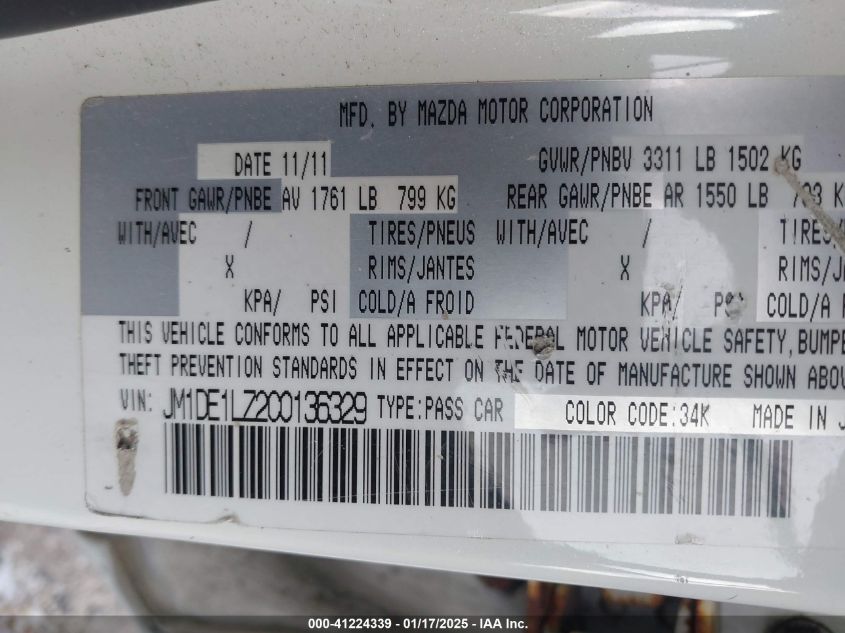 MFD. BY MAZDA MOTOR CORPORATION
DATE 11/11 GVWR/PNBV 3311 LB 1502 KG
FRONT GAWR/PNBE AV 1761 LB 799 KG REAR GAWR/PNBE AR 1550 LB
WITH/AVEC / TIRES/PNEUS WITH/AVEC /
X RIMS/JANTES X
KPA/ PSI COLD/A FROID KPA/ PSI COLD/A
THIS VEHICLE CONFORMS TO ALL APPLICABLE FEDERAL MOTOR VEHICLE SAFETY,
THEFT PREVENTION STANDARDS IN EFFECT ON THE DATE OF MANUFACTURE SHOWN
VIN: JM1DE1LZ2C0136329 TYPE:PASS CAR COLOR CODE:34K MADE IN
000-41224339 - 01/17/2025 - © IAA Inc.